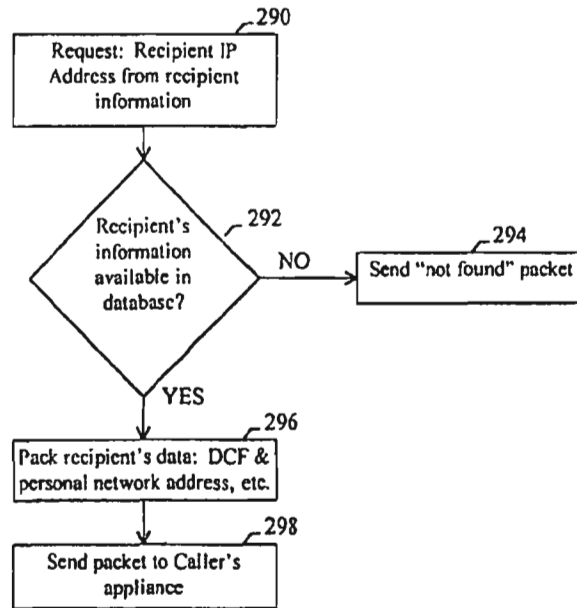 290
Request: Recipient IP
Address from recipient
information
292
Recipient's
information
available in
database?
NO
294
Send "not found" packet
YES
296
Pack recipient's data: DCF &
personal network address, etc.
298
Send packet to Caller's
appliance